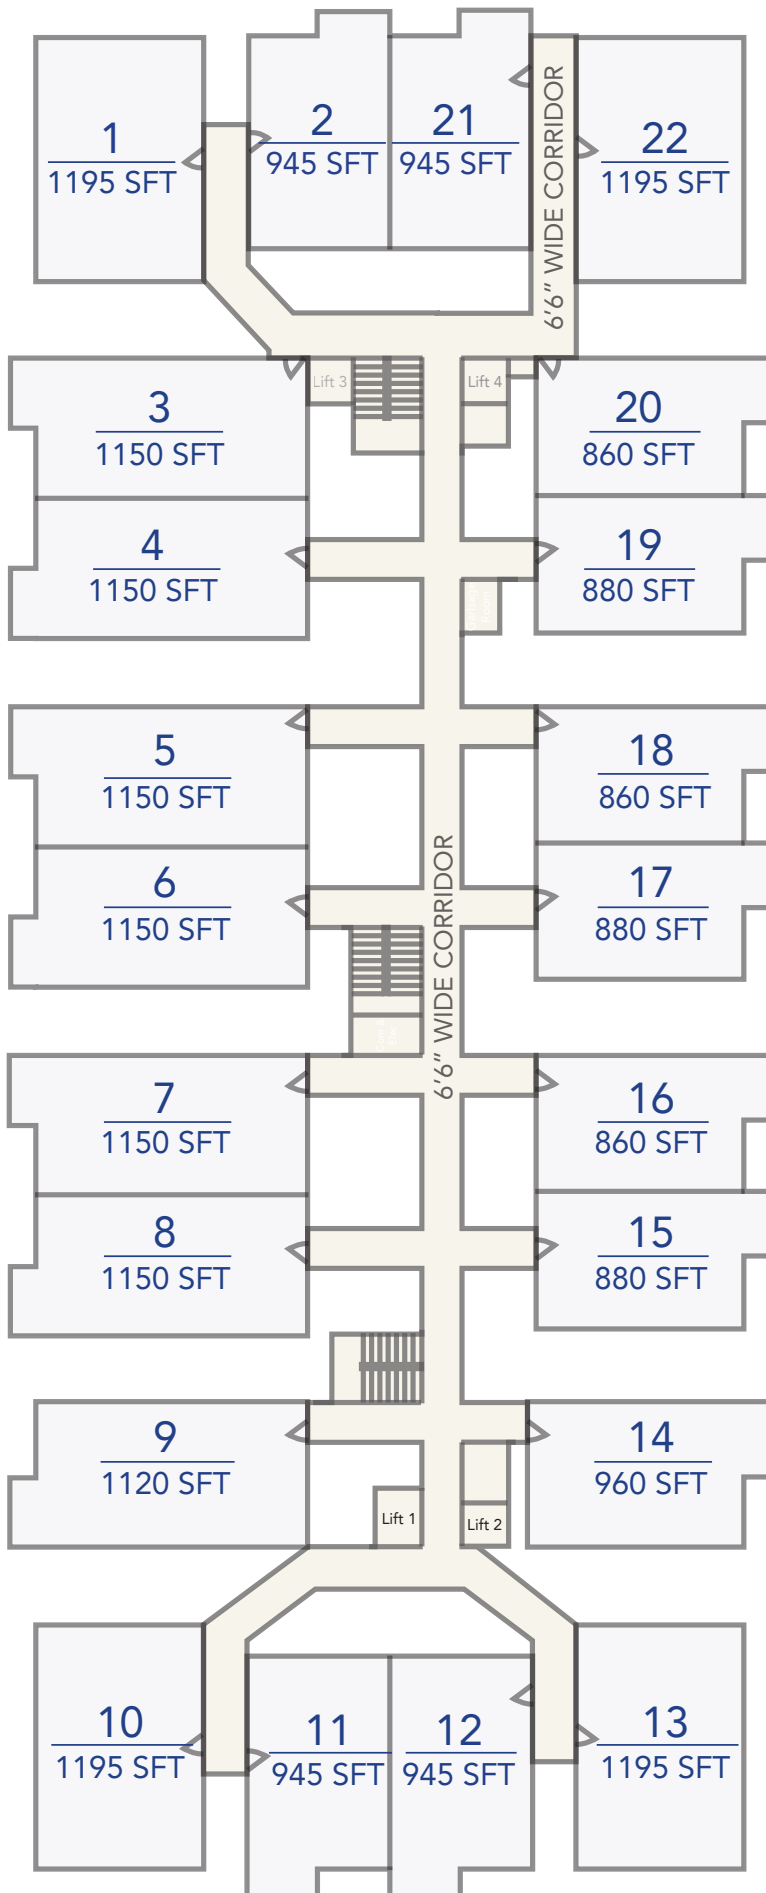 1
1195 SFT
2
945 SFT
21
945 SFT
6'6" WIDE CORRIDOR
22
1195 SFT
3
1150 SFT
Lift 3
Lift 4
20
860 SFT
4
1150 SFT
19
880 SFT
Room
5
1150 SFT
18
860 SFT
6
1150 SFT
17
880 SFT
6'6" WIDE CORRIDOR
7
1150 SFT
16
860 SFT
8
1150 SFT
15
880 SFT
9
1120 SFT
14
960 SFT
Lift 1
Lift 2
10
1195 SFT
11
945 SFT
12
945 SFT
13
1195 SFT